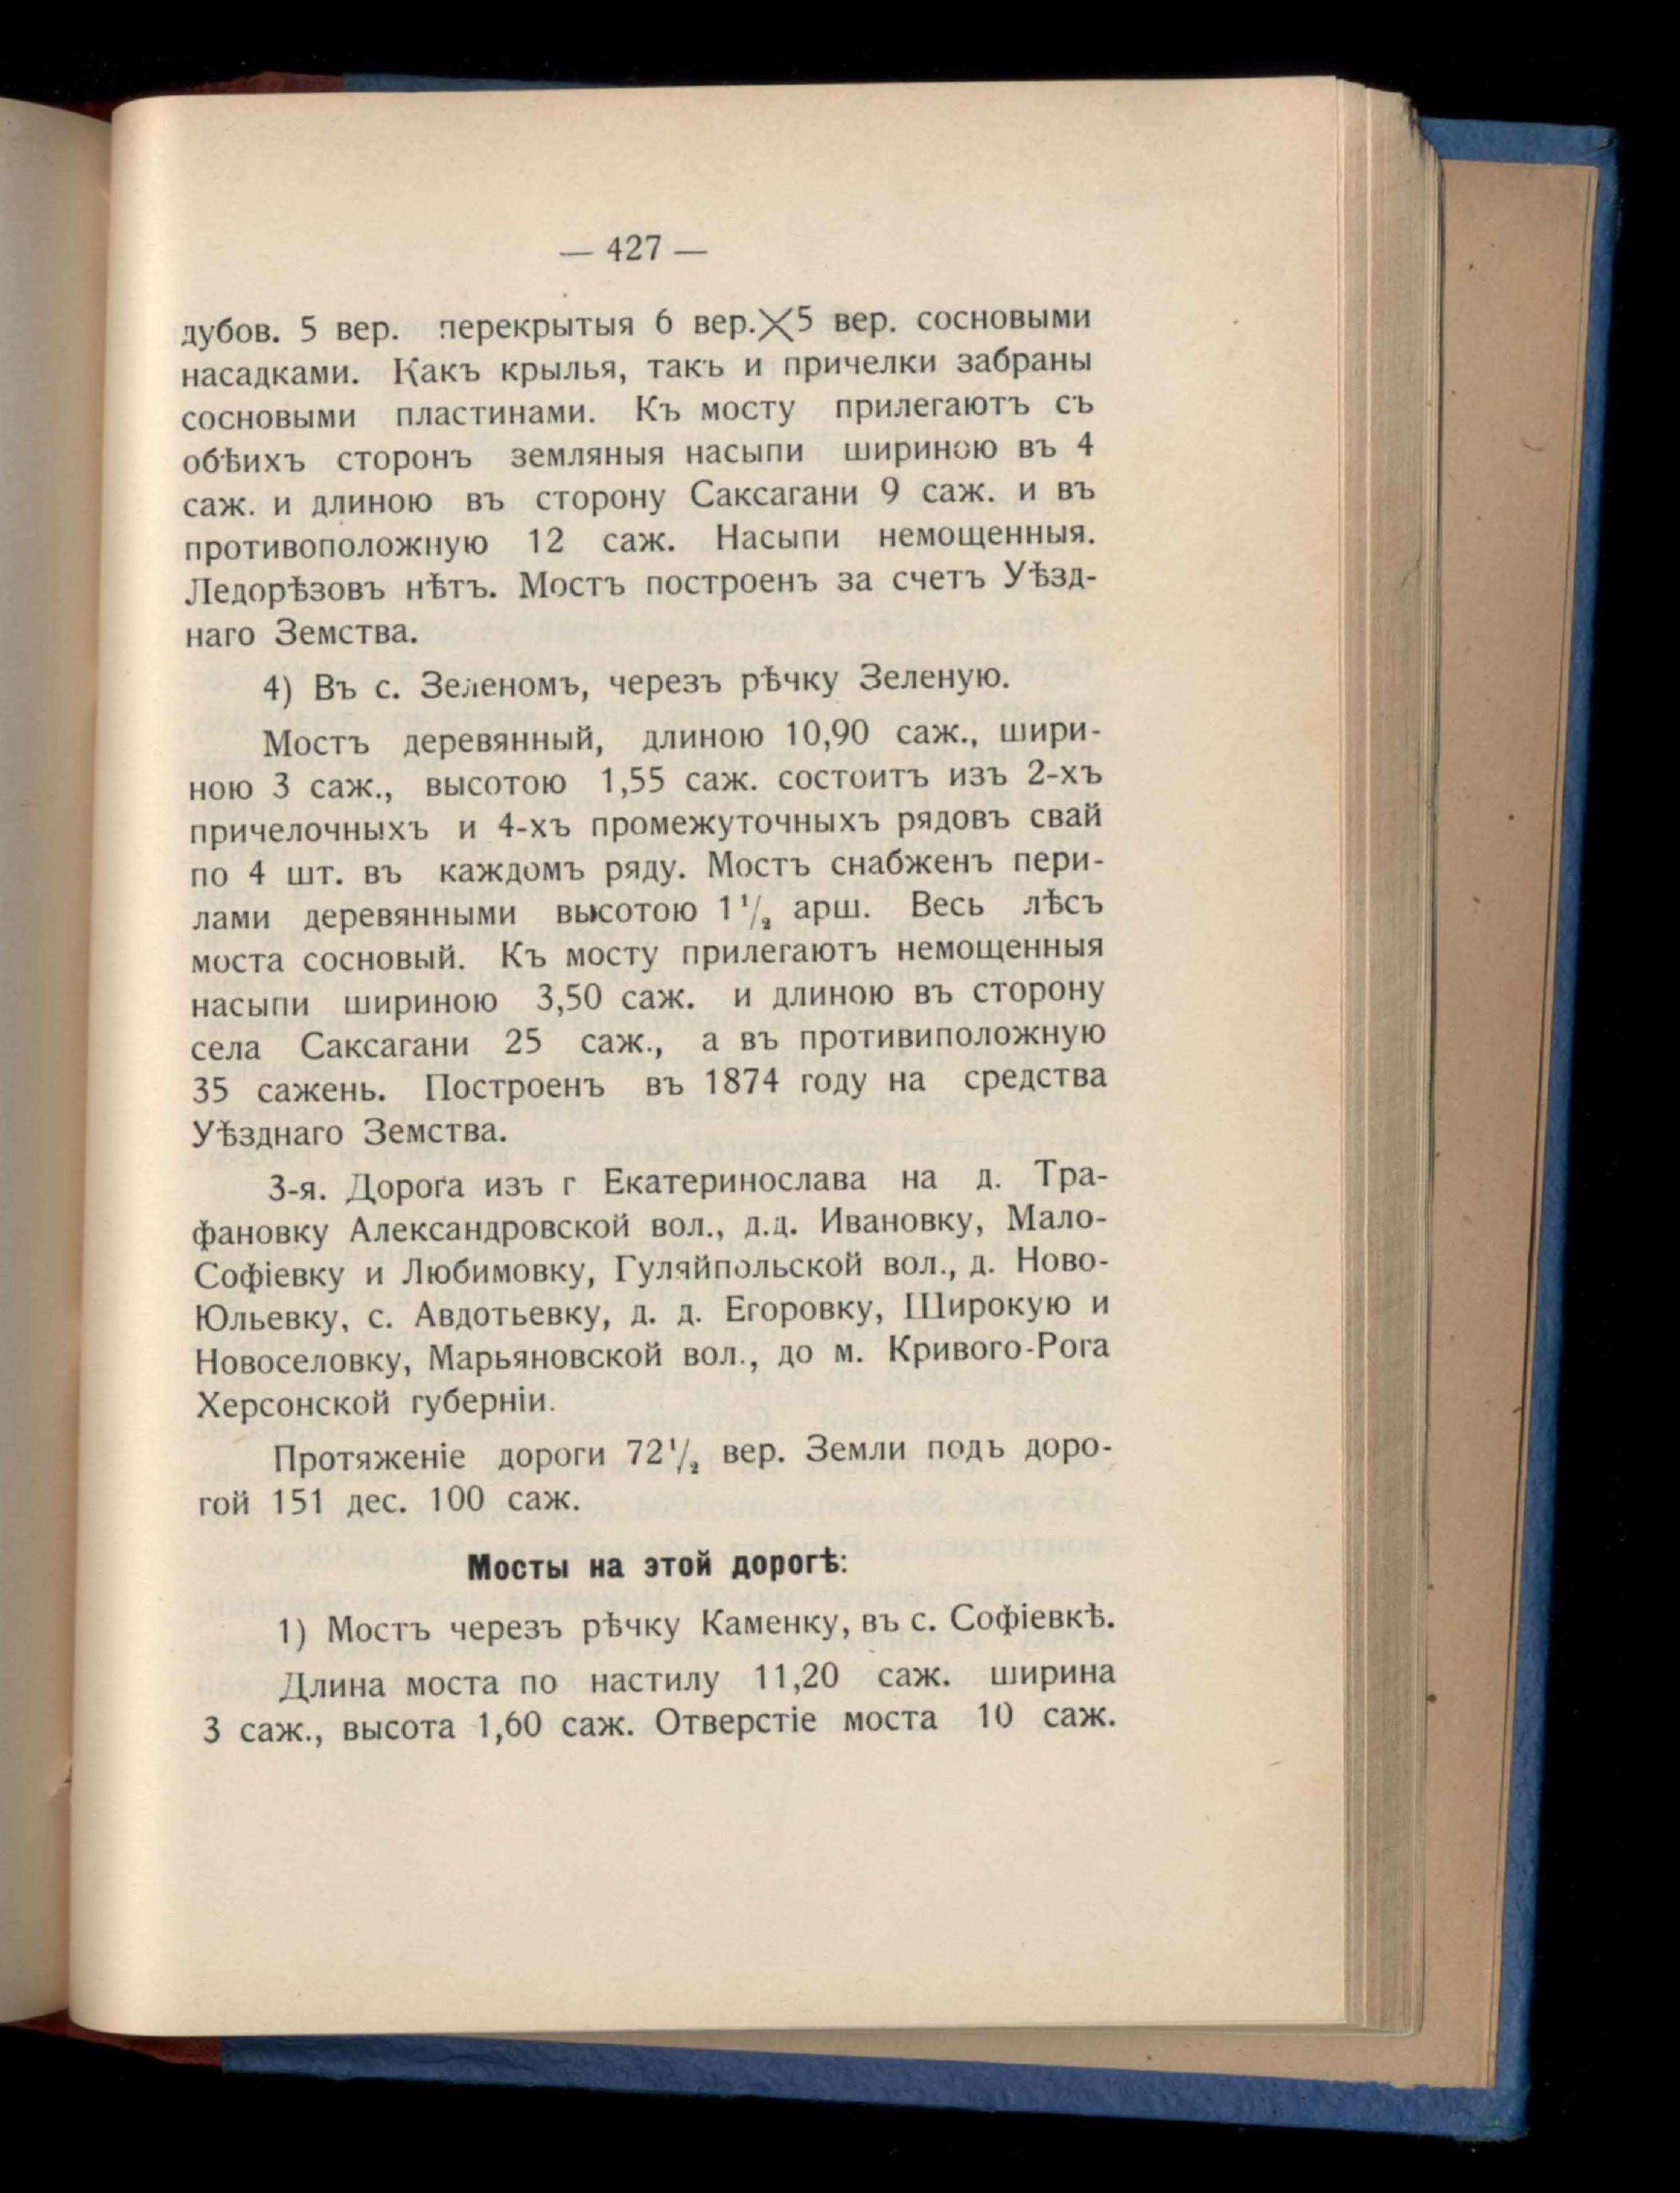 — 427 —
дубов. 5 вер. перекрытыя 6 вер.×5 вер. сосновыми
насадками. Какъ крылья, такъ и причелки забраны
сосновыми пластинами. Къ мосту прилегаютъ съ
обѣихъ сторонъ земляныя насыпи шириною въ 4
саж. и длиною въ сторону Саксагани 9 саж. и въ
противоположную 12 саж. Насыпи немощенныя.
Ледорѣзовъ нѣтъ. Мостъ построенъ за счетъ Уѣзд-
наго Земства.
4) Въ с. Зеленомъ, черезъ рѣчку Зеленую.
Мостъ деревянный, длиною 10,90 саж., шири-
ною 3 саж., высотою 1,55 саж. состоитъ изъ 2-хъ
причелочныхъ и 4-хъ промежуточныхъ рядовъ свай
по 4 шт. въ каждомъ ряду. Мостъ снабженъ пери-
лами деревянными высотою 1 1/2 арш. Весь лѣсъ
моста сосновый. Къ мосту прилегаютъ немощенныя
насыпи шириною 3,50 саж. и длиною въ сторону
села Саксагани 25 саж., а въ противиположную
35 сажень. Построенъ въ 1874 году на средства
Уѣзднаго Земства.
3-я. Дорога изъ г Екатеринослава на д. Тра-
фановку Александровской вол., д.д. Ивановку, Мало-
Софіевку и Любимовку, Гуляйпольской вол., д. Ново-
Юльевку, с. Авдотьевку, д. д. Егоровку, Широкую и
Новоселовку, Марьяновской вол., до м. Кривого-Рога
Херсонской губерніи.
Протяженіе дороги 72 1/2 вер. Земли подъ доро-
гой 151 дес. 100 саж.
Мосты на этой дорогѣ:
1) Мостъ черезъ рѣчку Каменку, въ с. Софіевкѣ.
Длина моста по настилу 11,20 саж. ширина
3 саж., высота 1,60 саж. Отверстіе моста 10 саж.